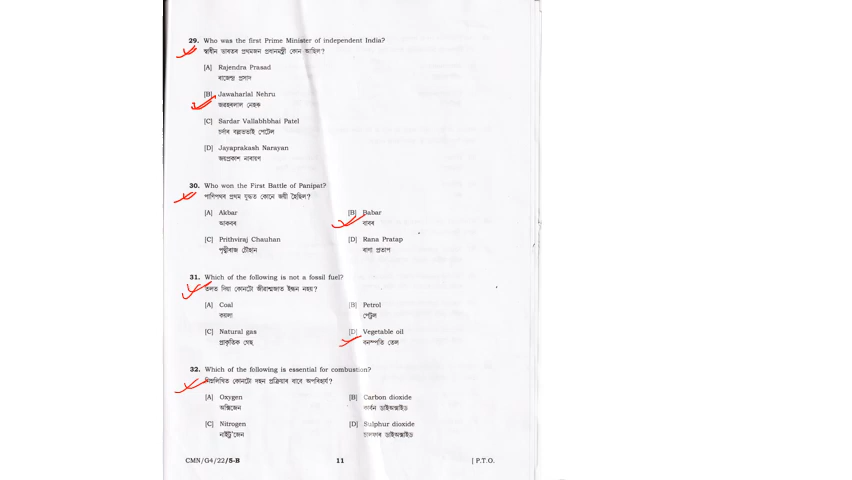 29. Who was the first Prime Minister of independent India?
স্বাধীন ভাৰতৰ প্ৰথমজন প্ৰধানমন্ত্ৰী কোন আছিল?
[A] Rajendra Prasad
ৰাজেন্দ্ৰ প্ৰসাদ
[B] Jawaharlal Nehru
জৱাহৰলাল নেহৰু
[C] Sardar Vallabhbhai Patel
চৰ্দাৰ বল্লভভাই পেটেল
[D] Jayaprakash Narayan
জয়প্ৰকাশ নাৰায়ণ
30. Who won the First Battle of Panipat?
পাণিপথৰ প্ৰথম যুদ্ধত কোনে জয়ী হৈছিল?
[A] Akbar [B] Babar
আকবৰ বাবৰ
[C] Prithviraj Chauhan [D] Rana Pratap
পৃথ্বীৰাজ চৌহান ৰাণা প্ৰতাপ
31. Which of the following is not a fossil fuel?
তলত দিয়া কোনটো জীৱাশ্মজাত ইন্ধন নহয়?
[A] Coal [B] Petrol
কয়লা পেট্ৰল
[C] Natural gas [D] Vegetable oil
প্ৰাকৃতিক গেছ বনস্পতি তেল
32. Which of the following is essential for combustion?
নিম্নলিখিত কোনটো দহন প্ৰক্ৰিয়াৰ বাবে অপৰিহাৰ্য?
[A] Oxygen [B] Carbon dioxide
অক্সিজেন কাৰ্বন ডাইঅক্সাইড
[C] Nitrogen [D] Sulphur dioxide
নাইট্ৰ'জেন চালফাৰ ডাইঅক্সাইড
CMN/G4/22/5-B 11 [ P.T.O.